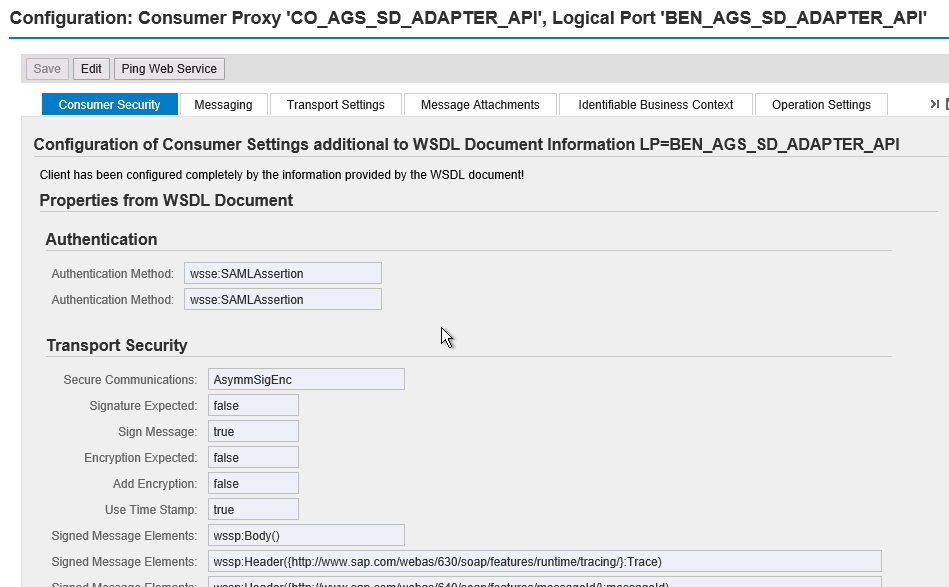 Configuration: Consumer Proxy 'CO_AGS_SD_ADAPTER_API', Logical Port 'BEN_AGS_SD_ADAPTER_API'
Save Edit Ping Web Service
Consumer Security Messaging Transport Settings Message Attachments Identifiable Business Context Operation Settings
Configuration of Consumer Settings additional to WSDL Document Information LP=BEN_AGS_SD_ADAPTER_API
Client has been configured completely by the information provided by the WSDL document!
Properties from WSDL Document
Authentication
Authentication Method: wsse:SAMLAssertion
Authentication Method: wsse:SAMLAssertion
Transport Security
Secure Communications: AsymmSigEnc
Signature Expected: false
Sign Message: true
Encryption Expected: false
Add Encryption: false
Use Time Stamp: true
Signed Message Elements: wssp:Body()
Signed Message Elements: wssp:Header({http://www.sap.com/webas/630/soap/features/runtime/tracing/}:Trace)
Signed Message Elements: wssp:Header({http://www.sap.com/webas/640/soap/features/messageId/}:messageId)